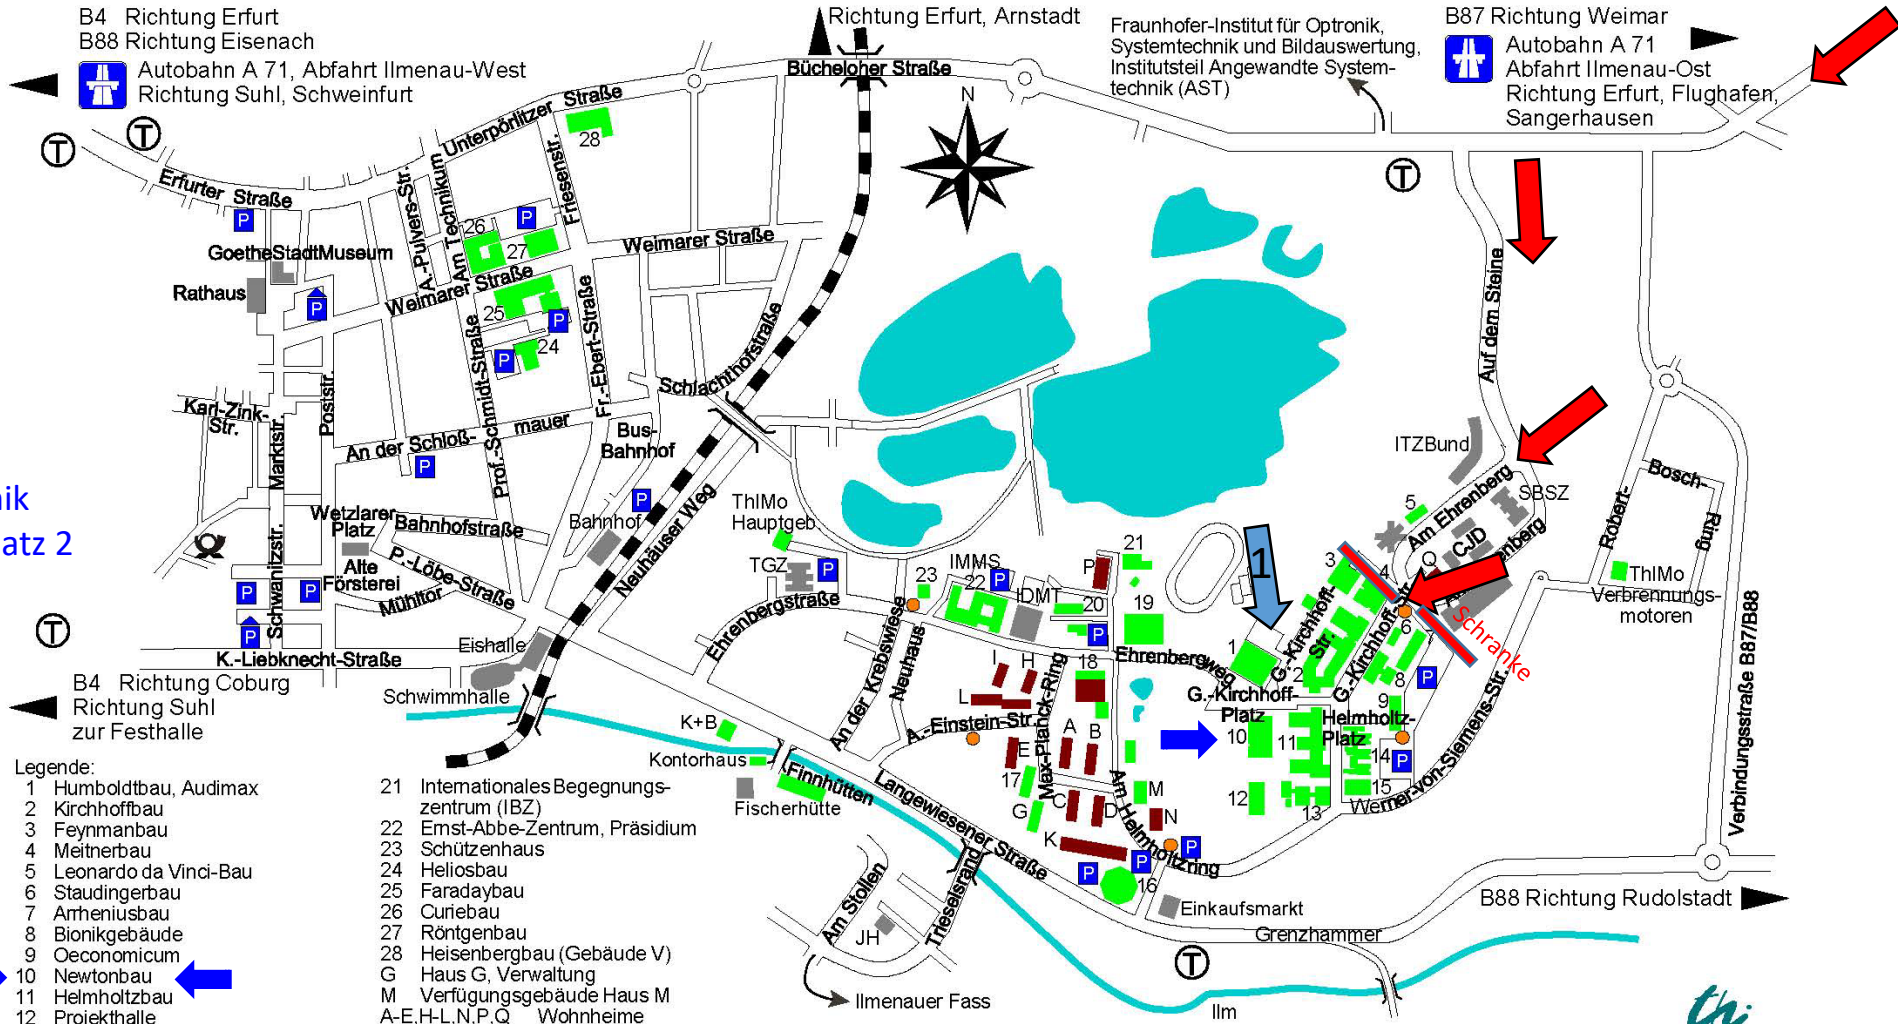 B4 Richtung Erfurt
B88 Richtung Eisenach
Autobahn A 71, Abfahrt Ilmenau-West
Richtung Suhl, Schweinfurt
Richtung Erfurt, Arnstadt
Bücheloher Straße
Fraunhofer-Institut für Optronik,
Systemtechnik und Bildauswertung,
Institutsteil Angewandte System-
technik (AST)
B87 Richtung Weimar
Autobahn A 71
Abfahrt Ilmenau-Ost
Richtung Erfurt, Flughafen,
Sangerhausen
N
T
T
T
Erfurter Straße
Unterpörlitzer Straße
28
P
GoetheStadtMuseum
Rathaus
P
A.-Pulvers-Str.
Am Technikum
Friesenstr.
26
P
27
Weimarer Straße
Weimarer Straße
25
P
24
P
Prof.-Schmidt-Straße
Fr.-Ebert-Straße
Schlachthofstraße
Auf dem Steine
Karl-Zink-
Str.
Marktstr.
Poststr.
An der Schloß-
mauer
P
Bus-
Bahnhof
P
Bahnhof
Neuhäuser Weg
nik
atz 2
Wetzlarer
Platz
Bahnhofstraße
Alte
Försterei
P.-Löbe-Straße
Mühltor
P
P
P
Schwanitzstr.
K.-Liebknecht-Straße
T
B4 Richtung Coburg
Richtung Suhl
zur Festhalle
Eishalle
Schwimmhalle
ThIMo
Hauptgeb.
TGZ
P
Ehrenbergstraße
23
IMMS
22
P
IDMT
20
P
21
P
19
18
Ehrenbergweg
An der Krebswiese
Neuhaus
A.-Einstein-Str.
Max-Planck-Ring
I
H
L
A
B
E
17
G
C
D
K
M
N
Am Helmholtzring
P
P
P
16
1
1
G.-Kirchhoff-
Platz
G.-Kirchhoff-
Str.
G.-Kirchhoff-Str.
2
3
4
5
6
7
8
9
P
10
11
12
13
14
P
15
Helmholtz-
Platz
Q
ITZBund
Am Ehrenberg
SBSZ
CJD
Am Ehrenberg
Schranke
Werner-von-Siemens-Str.
Robert-
Bosch-
Ring
ThIMo
Verbrennungs-
motoren
Verbindungsstraße B87/B88
B88 Richtung Rudolstadt
K+B
Kontorhaus
Fischerhütte
Finnhütten
Langewiesener Straße
Am Stollen
Trieselsrand
JH
Ilmenauer Fass
Einkaufsmarkt
Grenzhammer
T
Ilm
thi
Legende:
1 Humboldtbau, Audimax
2 Kirchhoffbau
3 Feynmanbau
4 Meitnerbau
5 Leonardo da Vinci-Bau
6 Staudingerbau
7 Arrheniusbau
8 Bionikgebäude
9 Oeconomicum
10 Newtonbau
11 Helmholtzbau
12 Projekthalle
21 Internationales Begegnungs-
zentrum (IBZ)
22 Ernst-Abbe-Zentrum, Präsidium
23 Schützenhaus
24 Heliosbau
25 Faradaybau
26 Curiebau
27 Röntgenbau
28 Heisenbergbau (Gebäude V)
G Haus G, Verwaltung
M Verfügungsgebäude Haus M
A-E,H-L,N,P,Q Wohnheime